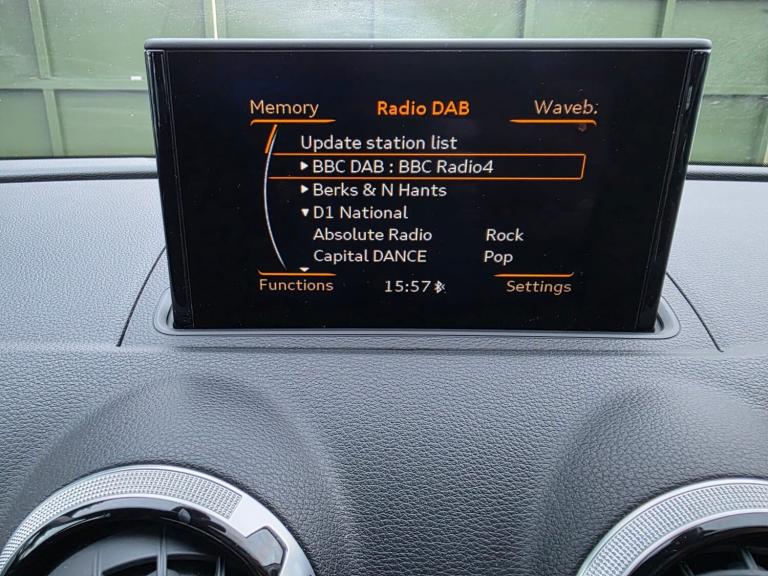 Memory Radio DAB Waveb.
Update station list
BBC DAB : BBC Radio4
Berks & N Hants
D1 National
Absolute Radio Rock
Capital DANCE Pop
Functions 15:57 Settings